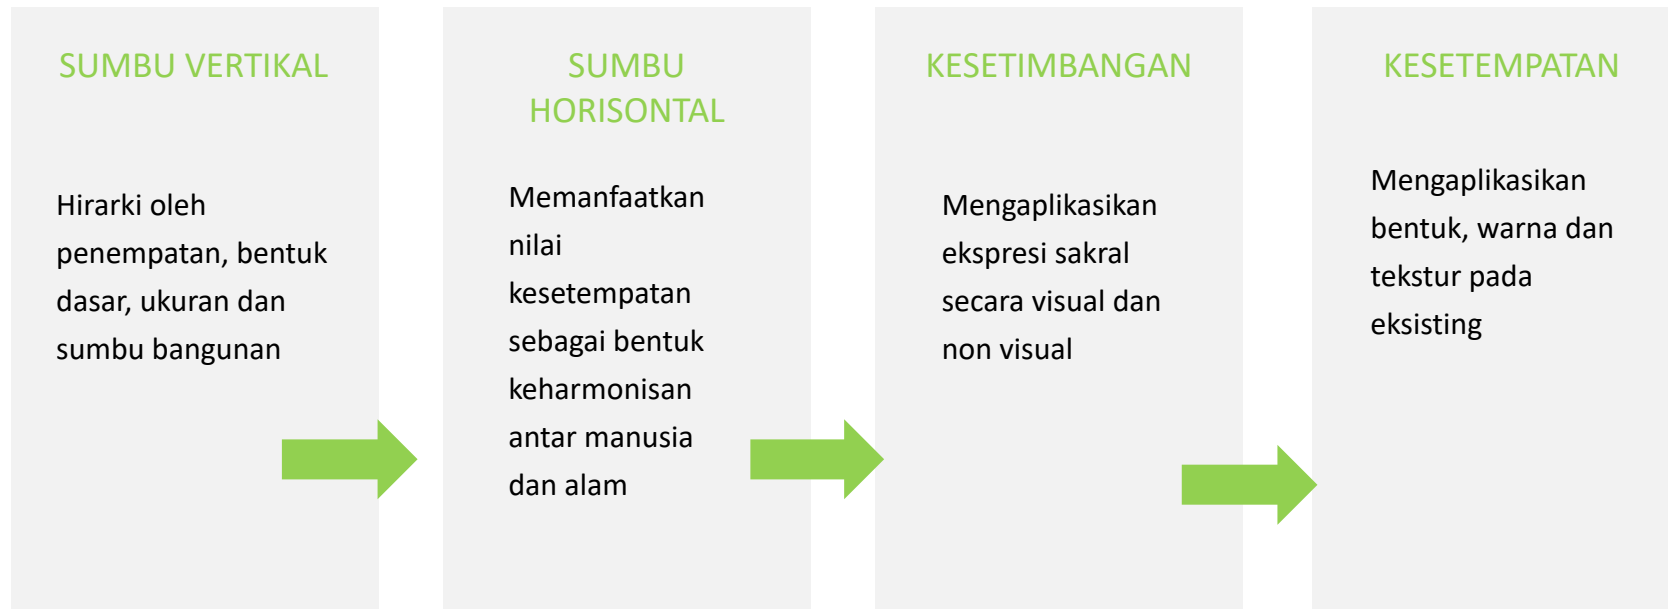 SUMBU VERTIKAL
Hirarki oleh
penempatan, bentuk
dasar, ukuran dan
sumbu bangunan
SUMBU
HORISONTAL
Memanfaatkan
nilai
kesetempatan
sebagai bentuk
keharmonisan
antar manusia
dan alam
KESETIMBANGAN
Mengaplikasikan
ekspresi sakral
secara visual dan
non visual
KESETEMPATAN
Mengaplikasikan
bentuk, warna dan
tekstur pada
eksisting